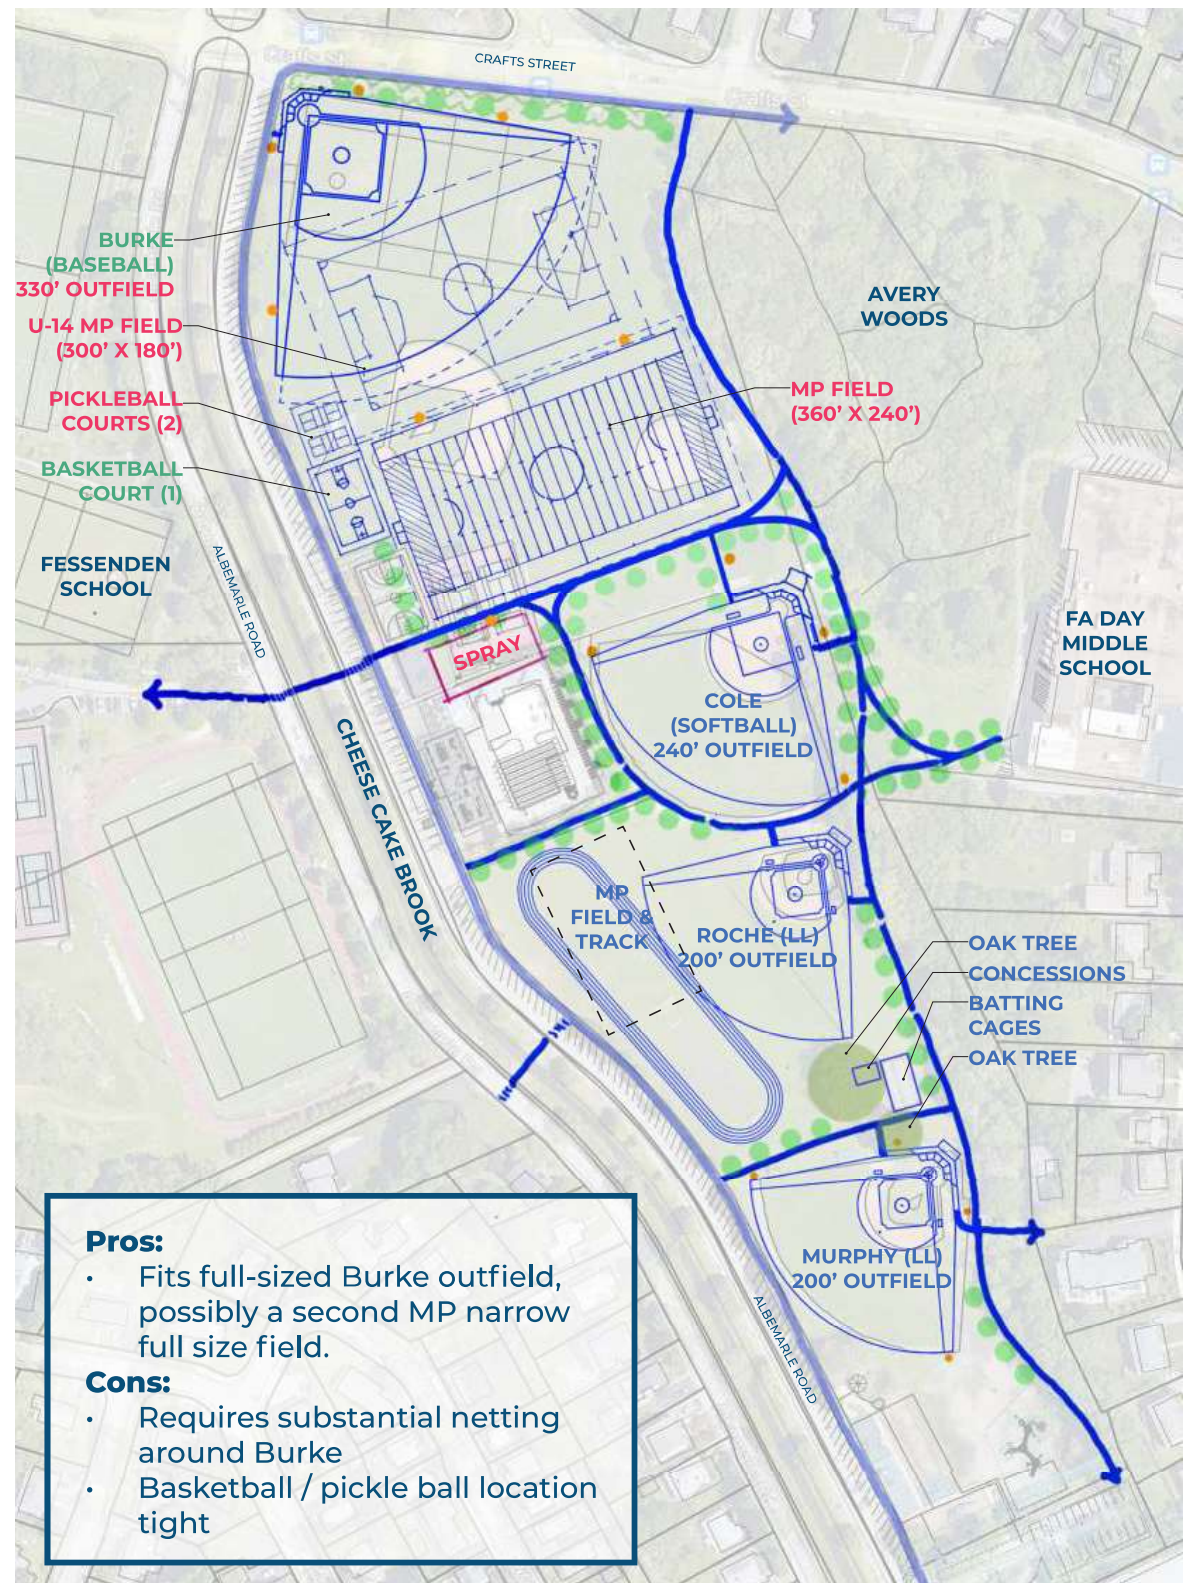 CRAFTS STREET
Crafts St
BURKE
(BASEBALL)
330’ OUTFIELD
U-14 MP FIELD
(300’ X 180’)
PICKLEBALL
COURTS (2)
BASKETBALL
COURT (1)
AVERY
WOODS
MP FIELD
(360’ X 240’)
FESSENDEN
SCHOOL
ALBEMARLE ROAD
FA DAY
MIDDLE
SCHOOL
SPRAY
COLE
(SOFTBALL)
240’ OUTFIELD
CHEESE CAKE BROOK
MP
FIELD &
TRACK
ROCHE (LL)
200’ OUTFIELD
OAK TREE
CONCESSIONS
BATTING
CAGES
OAK TREE
MURPHY (LL)
200’ OUTFIELD
ALBEMARLE ROAD
Pros:
• Fits full-sized Burke outfield,
possibly a second MP narrow
full size field.
Cons:
• Requires substantial netting
around Burke
• Basketball / pickle ball location
tight